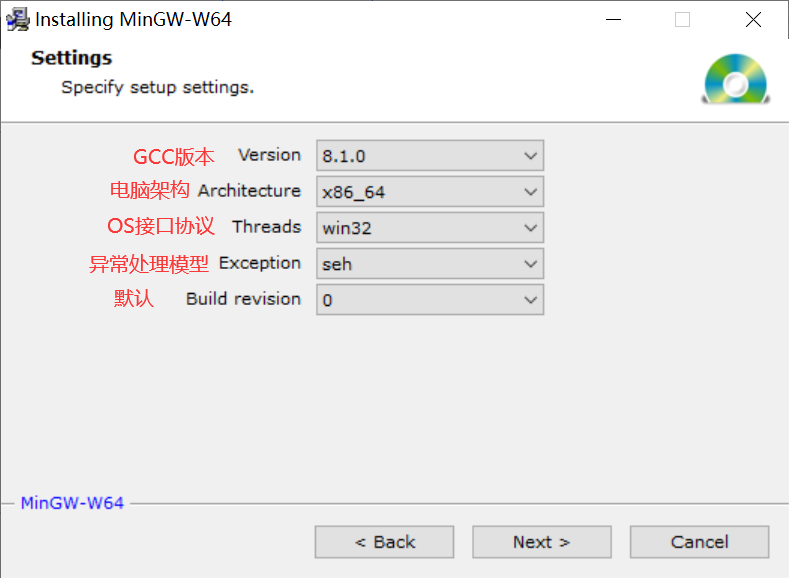 Installing MinGW-W64
Settings
Specify setup settings.
GCC版本 Version 8.1.0
电脑架构 Architecture x86_64
OS接口协议 Threads win32
异常处理模型 Exception seh
默认 Build revision 0
MinGW-W64
< Back Next > Cancel